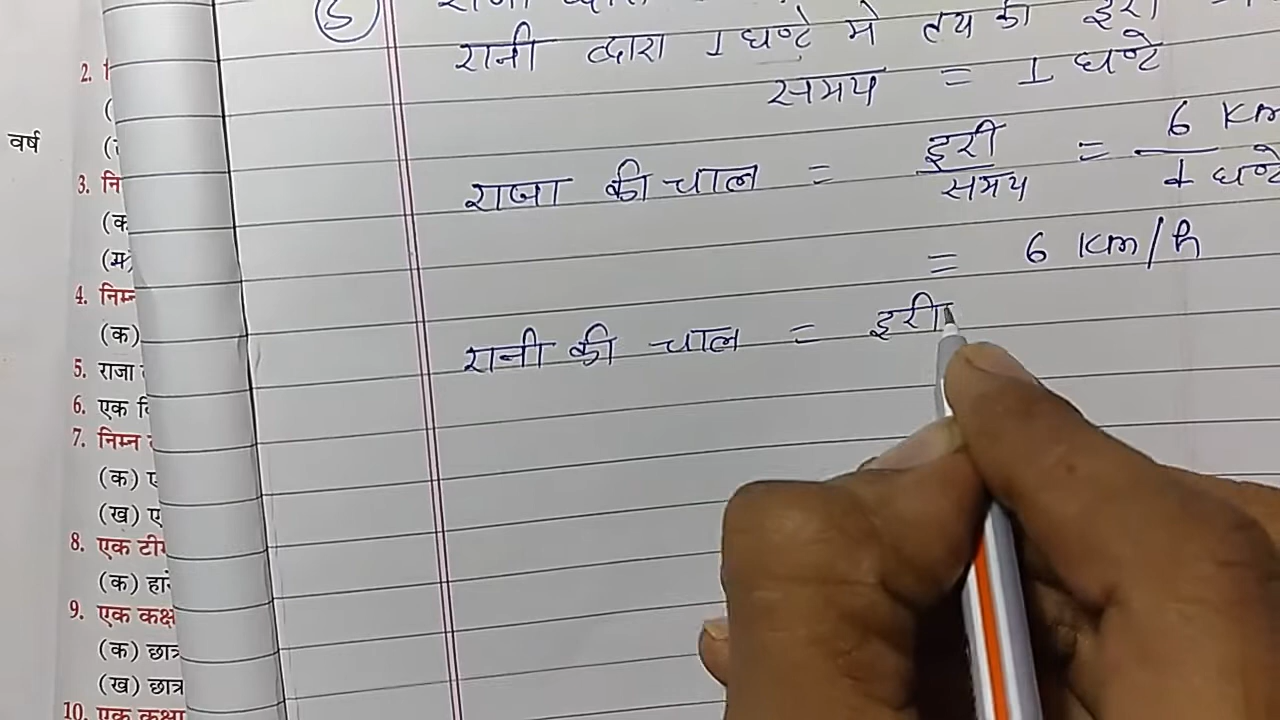 5
रानी द्वारा 1 घण्टे मे तय की दूरी
समय = 1 घण्टे
राजा की चाल = दूरी / समय = 6 Km / 1 घण्टे
= 6 Km/h
रानी की चाल = दूरी
वर्ष
2.
3. नि
(क
4. निम्न
(क)
5. राजा
6. एक
7. निम्न
(क) ए
(ख) ए
8. एक टीम
(क) हारे
9. एक कक्ष
(क) छात्र
(ख) छात्र
10. एक कक्षा